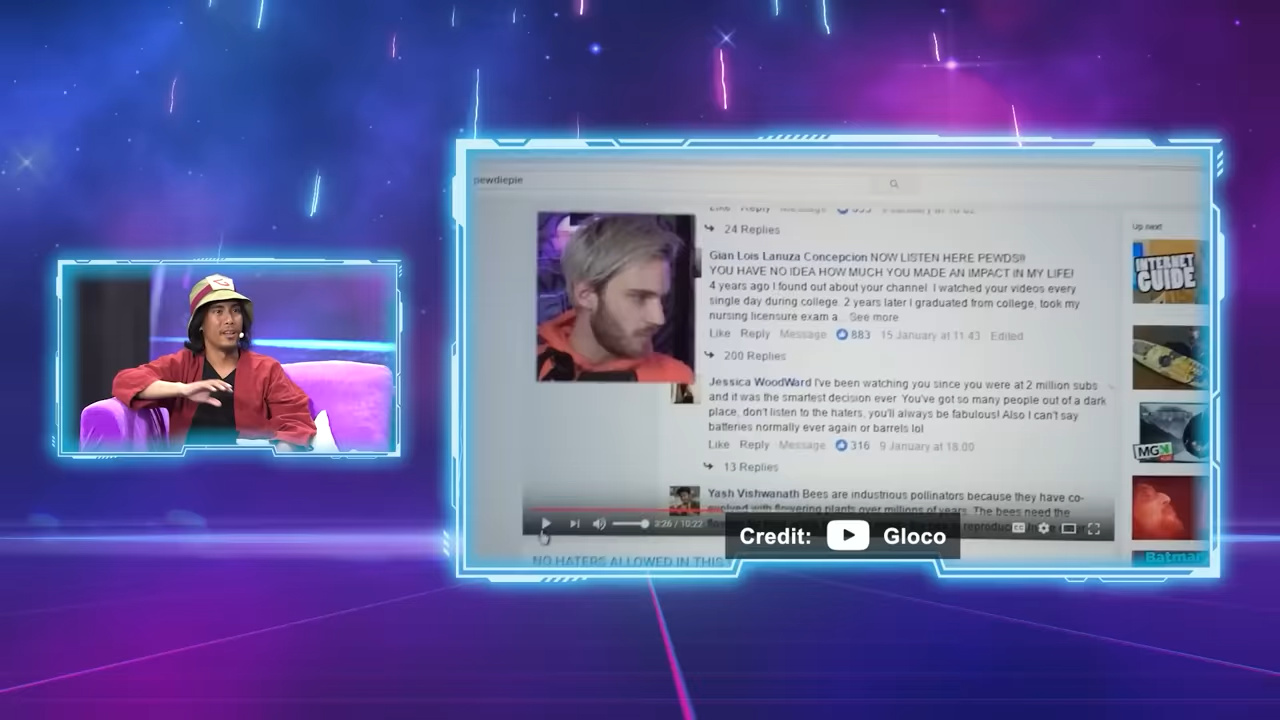 pewdiepie
24 Replies
Gian Lois Lanuza Concepcion NOW LISTEN HERE PEWDS!!
YOU HAVE NO IDEA HOW MUCH YOU MADE AN IMPACT IN MY LIFE!
4 years ago I found out about your channel. I watched your videos every
single day during college. 2 years later I graduated from college, took my
nursing licensure exam a... See more
Like Reply Message 883 15 January at 11:43 Edited
200 Replies
Jessica WoodWard I've been watching you since you were at 2 million subs
and it was the smartest decision ever. You've got so many people out of a dark
place, don't listen to the haters, you'll always be fabulous! Also I can't say
batteries normally ever again or barrels lol
Like Reply Message 316 9 January at 18:00
13 Replies
Yash Vishwanath Bees are industrious pollinators because they have co-
evolved with flowering plants over millions of years. The bees need the
3:26 / 10:22
NO HATERS ALLOWED IN THIS
Up next
INTERNET
GUIDE
MGN
Batman
Credit: Gloco